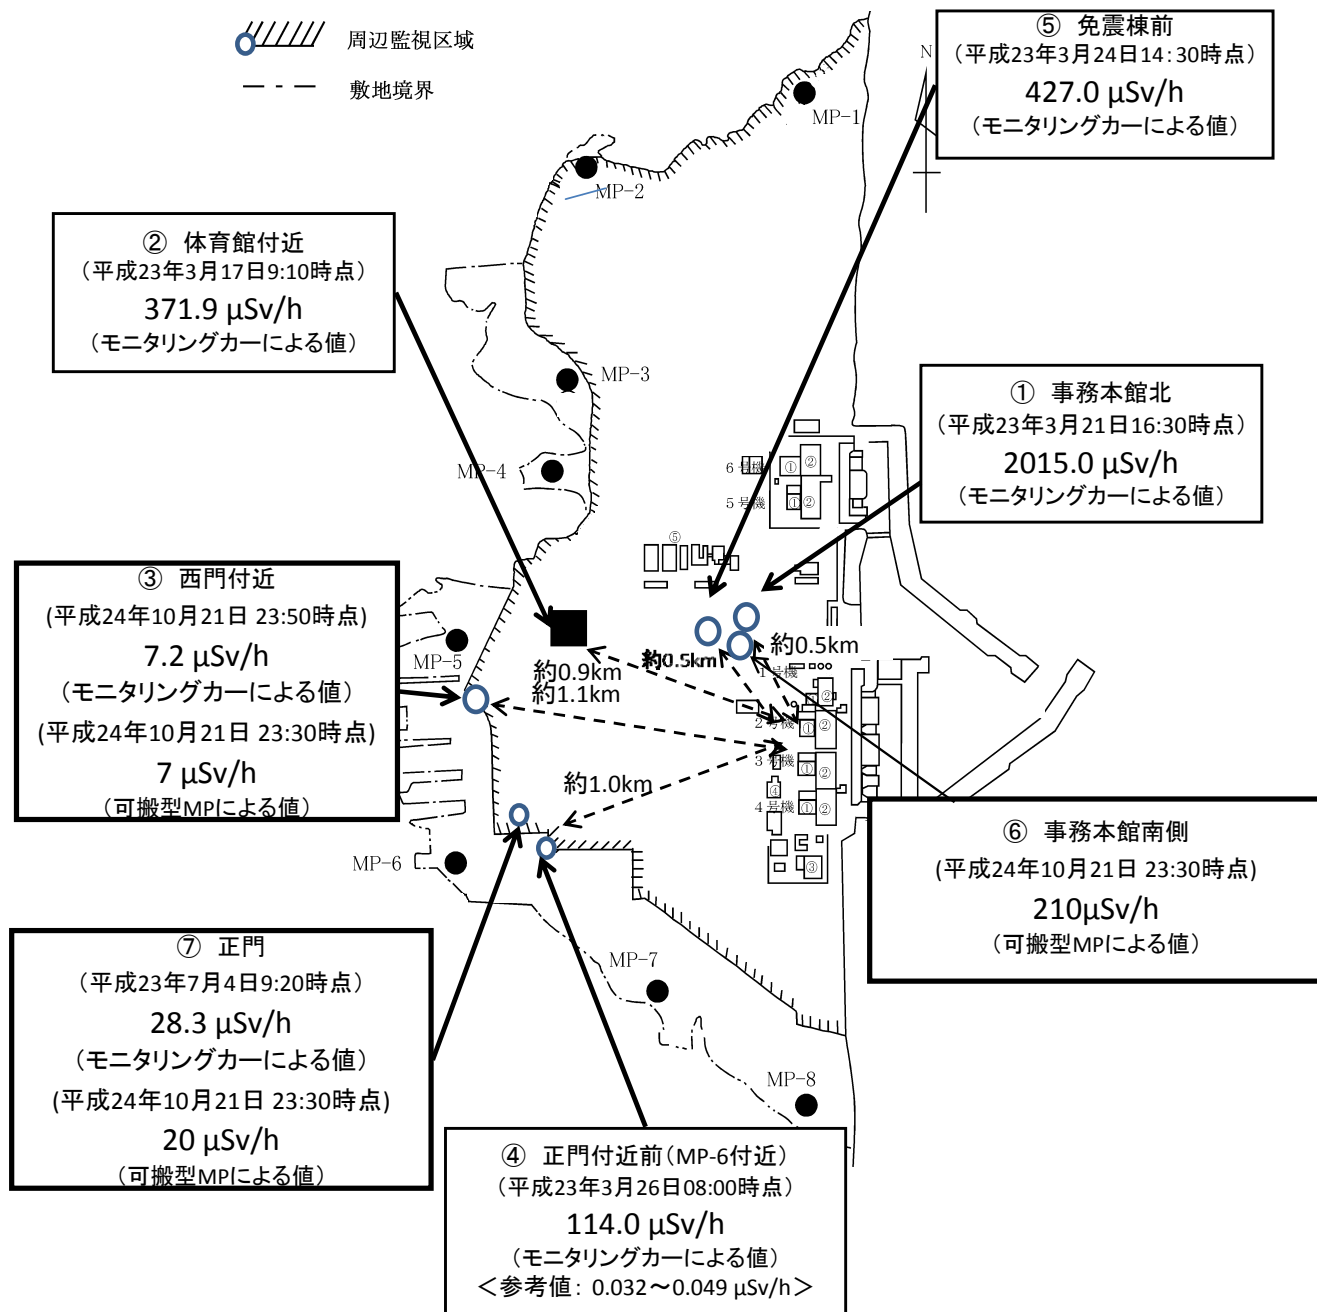 周辺監視区域
敷地境界
⑤ 免震棟前
（平成23年3月24日14:30時点）
427.0 μSv/h
（モニタリングカーによる値）
N
MP-1
MP-2
② 体育館付近
（平成23年3月17日9:10時点）
371.9 μSv/h
（モニタリングカーによる値）
MP-3
① 事務本館北
（平成23年3月21日16:30時点）
2015.0 μSv/h
（モニタリングカーによる値）
MP-4
6号機
① ②
5号機
① ②
⑤
③ 西門付近
(平成24年10月21日 23:50時点)
7.2 μSv/h
（モニタリングカーによる値）
(平成24年10月21日 23:30時点)
7 μSv/h
（可搬型MPによる値）
MP-5
約0.9km
約1.1km
約0.5km
約0.5km
1号機
②
2号機
① ②
3号機
① ②
④
4号機
① ②
③
約1.0km
MP-6
⑥ 事務本館南側
(平成24年10月21日 23:30時点)
210μSv/h
（可搬型MPによる値）
⑦ 正門
（平成23年7月4日9:20時点）
28.3 μSv/h
（モニタリングカーによる値）
(平成24年10月21日 23:30時点)
20 μSv/h
（可搬型MPによる値）
MP-7
MP-8
④ 正門付近前（MP-6付近）
（平成23年3月26日08:00時点）
114.0 μSv/h
（モニタリングカーによる値）
＜参考値： 0.032～0.049 μSv/h＞